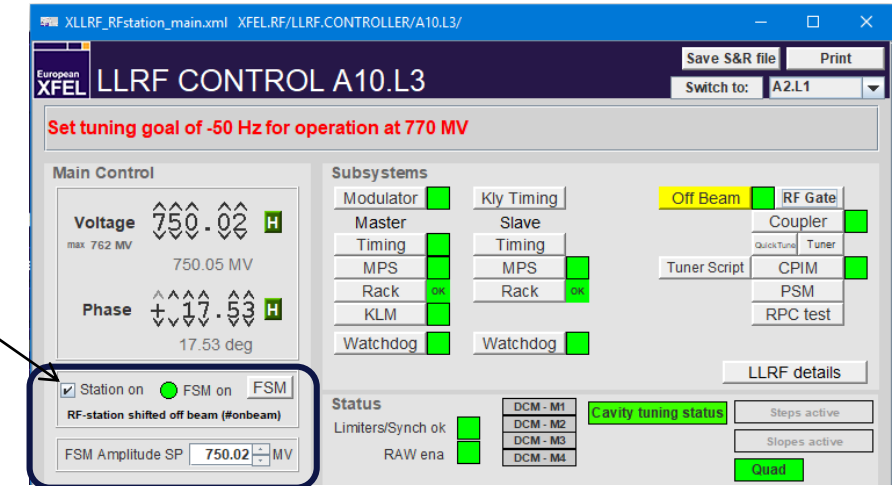 XLLRF_RFstation_main.xml XFEL.RF/LLRF.CONTROLLER/A10.L3/
European
XFEL
LLRF CONTROL A10.L3
Save S&R file Print
Switch to: A2.L1
Set tuning goal of -50 Hz for operation at 770 MV
Main Control
Voltage 750.02 H
max 762 MV
750.05 MV
Phase +17.53 H
17.53 deg
Station on FSM on FSM
RF-station shifted off beam (#onbeam)
FSM Amplitude SP 750.02 MV
Subsystems
Modulator Kly Timing Off Beam RF Gate
Master Slave Coupler
Timing Timing QuickTune Tuner
MPS MPS Tuner Script CPIM
Rack OK Rack OK PSM
KLM RPC test
Watchdog Watchdog
LLRF details
Status
Limiters/Synch ok
RAW ena
DCM - M1
DCM - M2
DCM - M3
DCM - M4
Cavity tuning status
Steps active
Slopes active
Quad